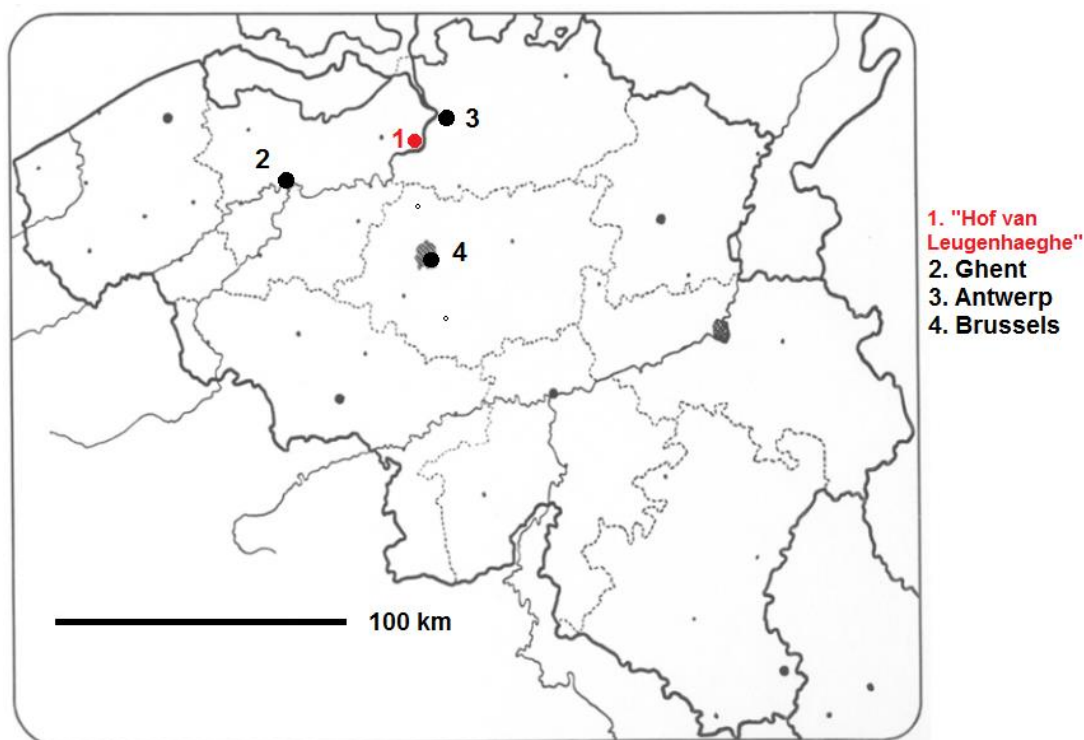 3
1
2
4
1. "Hof van
Leugenhaeghe"
2. Ghent
3. Antwerp
4. Brussels
100 km